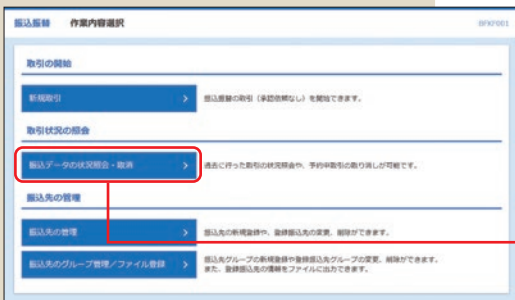 振込振替 作業内容選択 BFKF001
取引の開始
新規取引 振込振替の取引(承認依頼なし)を開始できます。
取引状況の照会
振込データの状況照会・取消 過去に行った取引の状況照会や、予約中取引の取り消しが可能です。
振込先の管理
振込先の管理 振込先の新規登録や、登録振込先の変更、削除ができます。
振込先のグループ管理/ファイル登録 振込先グループの新規登録や登録振込先グループの変更、削除ができます。
また、登録振込先の情報をファイルに出力できます。